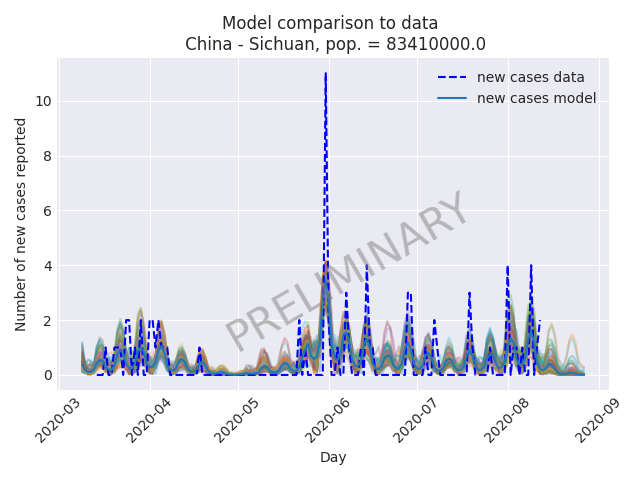 Model comparison to data
China - Sichuan, pop. = 83410000.0
new cases data
new cases model
Number of new cases reported
10
8
6
4
2
0
PRELIMINARY
2020-03
2020-04
2020-05
2020-06
2020-07
2020-08
2020-09
Day